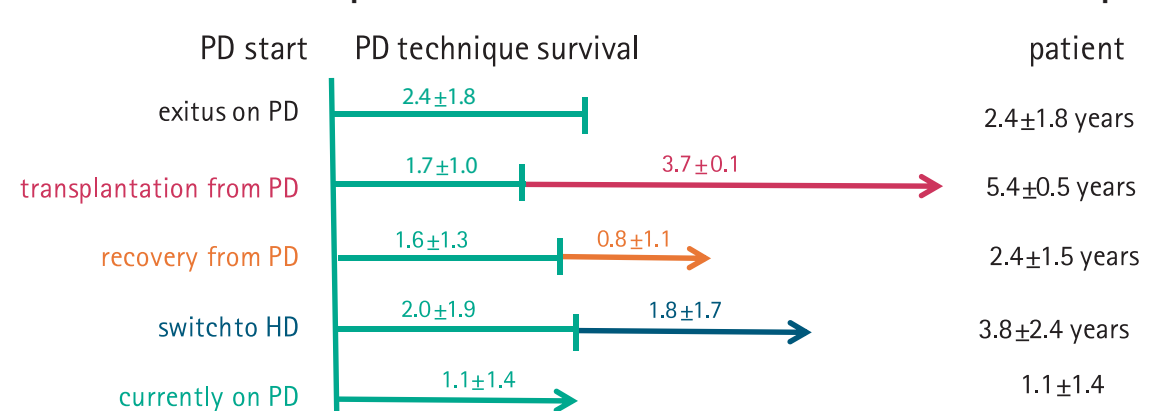 PD start PD technique survival patient
exitus on PD 2.4±1.8 2.4±1.8 years
transplantation from PD 1.7±1.0 3.7±0.1 5.4±0.5 years
recovery from PD 1.6±1.3 0.8±1.1 2.4±1.5 years
switchto HD 2.0±1.9 1.8±1.7 3.8±2.4 years
currently on PD 1.1±1.4 1.1±1.4